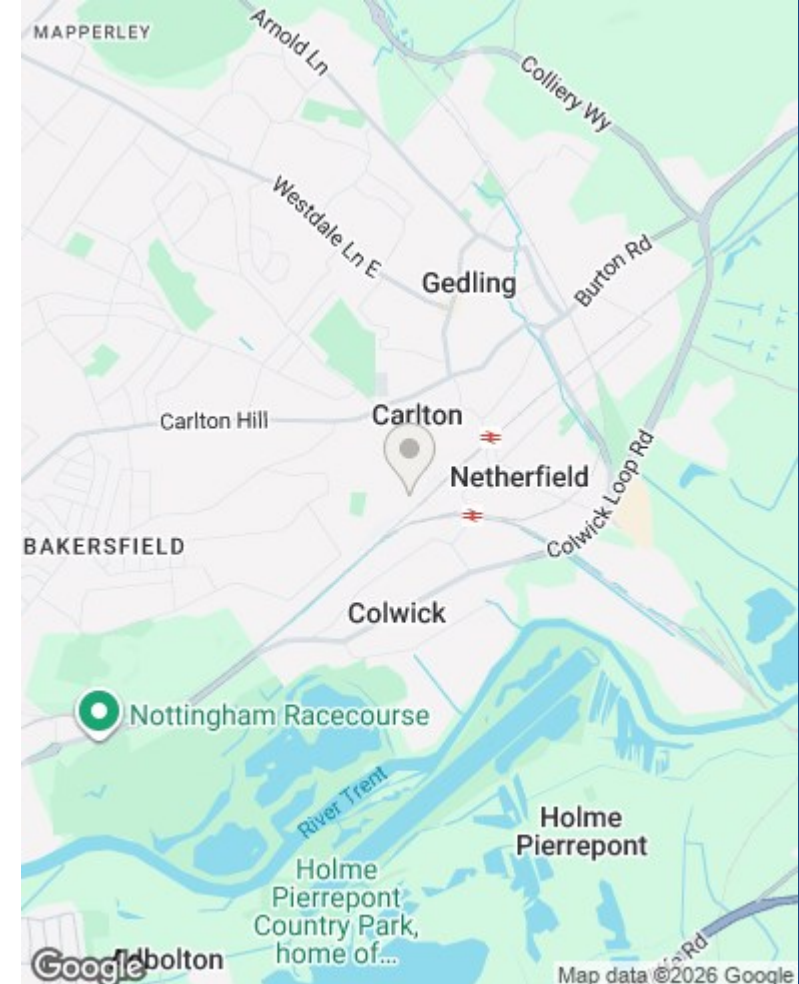 MAPPERLEY
Arnold Ln
Colliery Wy
Westdale Ln E
Gedling
Burton Rd
Carlton Hill
Carlton
Netherfield
Colwick Loop Rd
BAKERSFIELD
Colwick
Nottingham Racecourse
River Trent
Holme
Pierrepont
Holme
Pierrepont
Country Park,
home of...
Rd
Google
Map data ©2026 Google